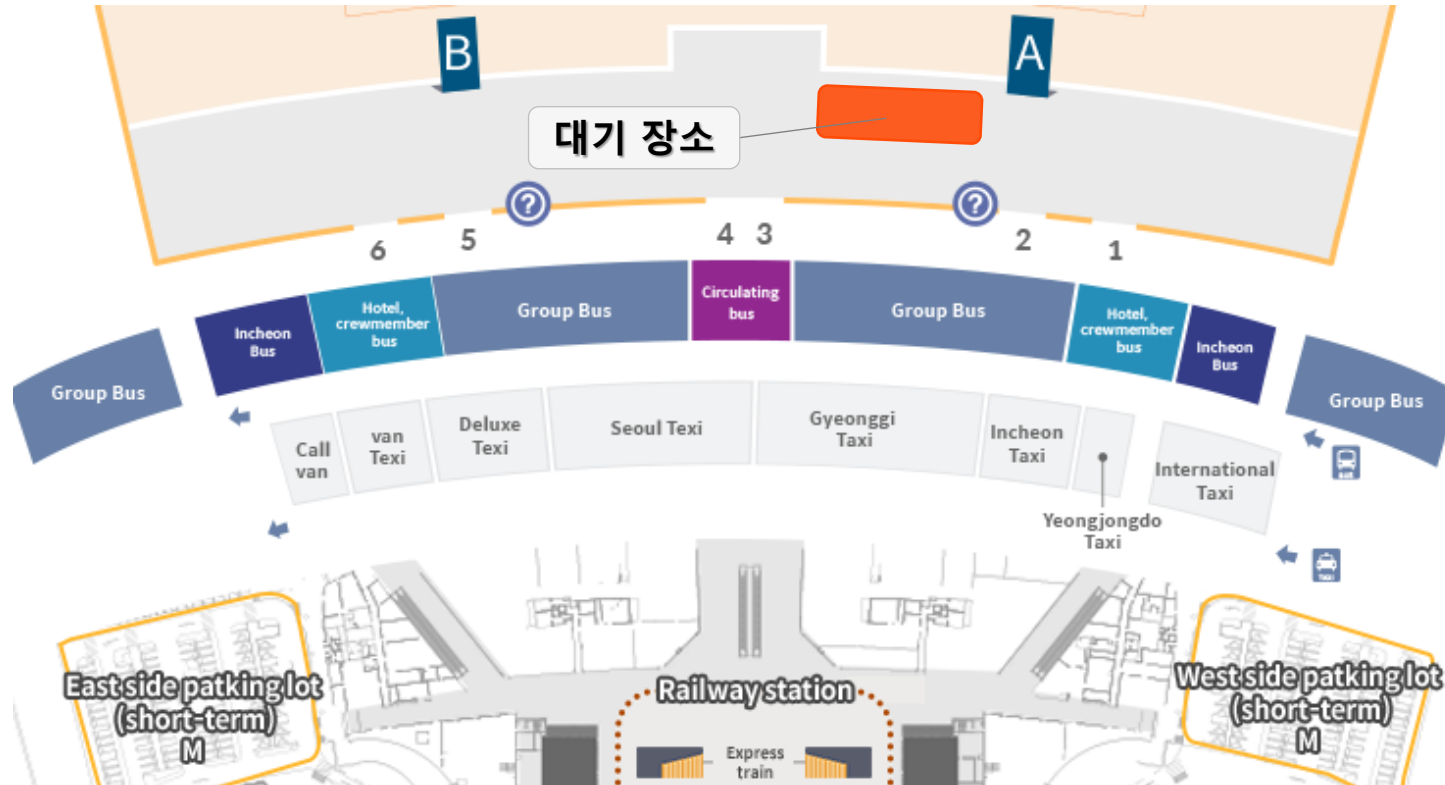 B
A
대기 장소
?
?
6
5
4
3
2
1
Incheon
Bus
Hotel,
crewmember
bus
Group Bus
Circulating
bus
Group Bus
Hotel,
crewmember
bus
Incheon
Bus
Group Bus
Group Bus
Call
van
van
Texi
Deluxe
Texi
Seoul Texi
Gyeonggi
Taxi
Incheon
Taxi
Yeongjongdo
Taxi
International
Taxi
BUS
TAXI
East side patking lot
(short-term)
M
Railway station
West side patking lot
(short-term)
M
Express
train